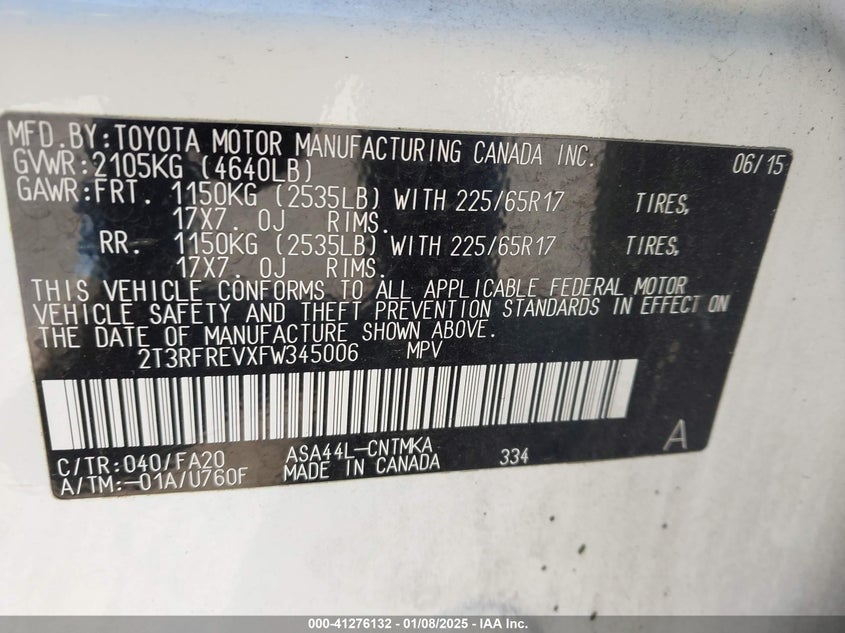 MFD.BY:TOYOTA MOTOR MANUFACTURING CANADA INC. 06/15
GVWR:2105KG (4640LB)
GAWR:FRT. 1150KG (2535LB) WITH 225/65R17 TIRES,
17X7. 0J RIMS.
RR. 1150KG (2535LB) WITH 225/65R17 TIRES,
17X7. 0J RIMS.
THIS VEHICLE CONFORMS TO ALL APPLICABLE FEDERAL MOTOR
VEHICLE SAFETY AND THEFT PREVENTION STANDARDS IN EFFECT ON
THE DATE OF MANUFACTURE SHOWN ABOVE.
2T3RFREVXFW345006 MPV
C/TR:040/FA20 ASA44L-CNTMKA 334 A
A/TM:-01A/U760F MADE IN CANADA
000-41276132 - 01/08/2025 - IAA Inc.